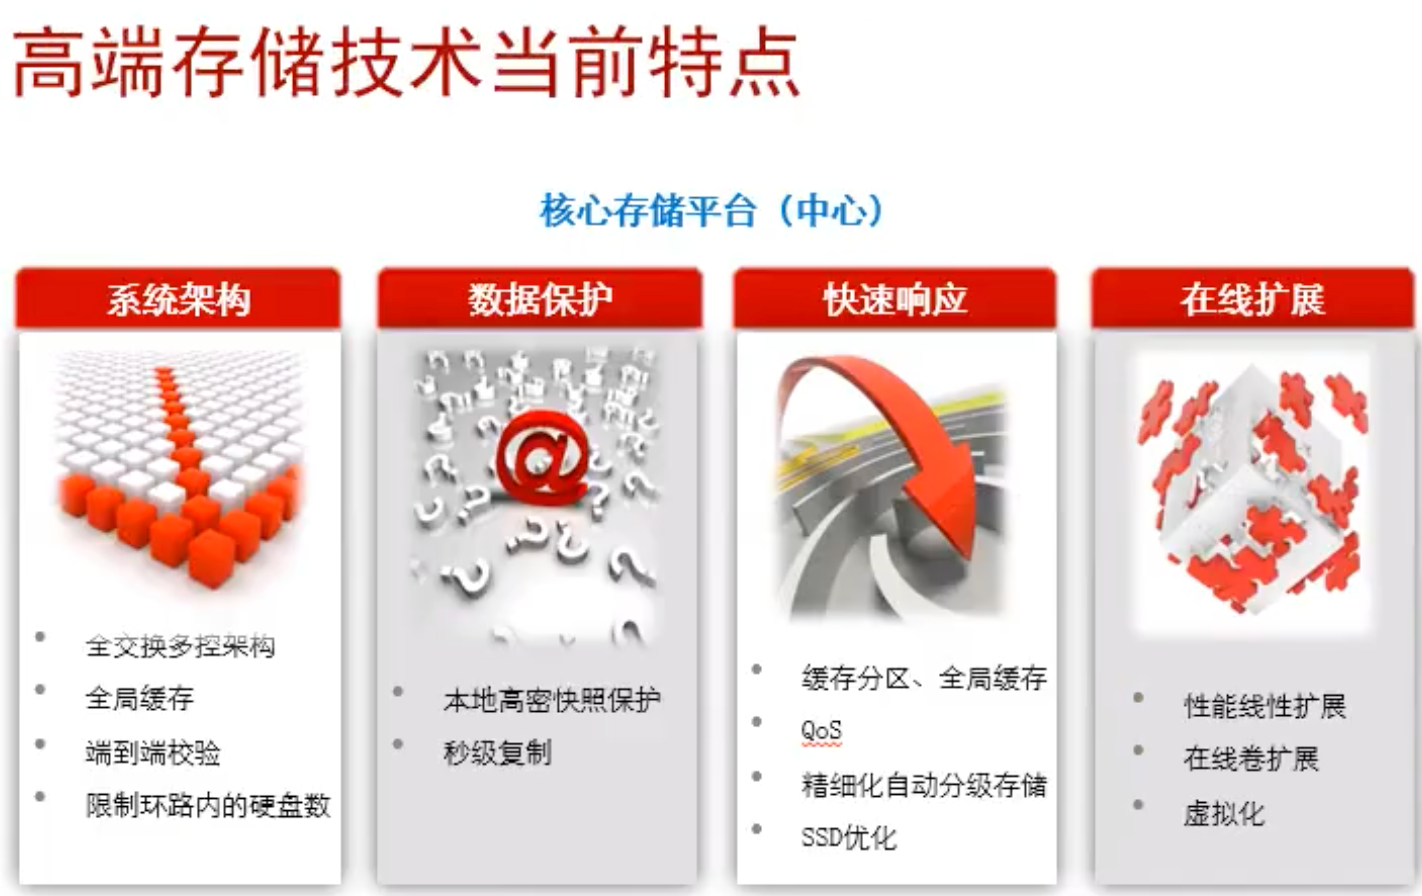 高端存储技术当前特点
核心存储平台（中心）
系统架构
全交换多控架构
全局缓存
端到端校验
限制环路内的硬盘数
数据保护
本地高密快照保护
秒级复制
快速响应
缓存分区、全局缓存
QoS
精细化自动分级存储
SSD优化
在线扩展
性能线性扩展
在线卷扩展
虚拟化